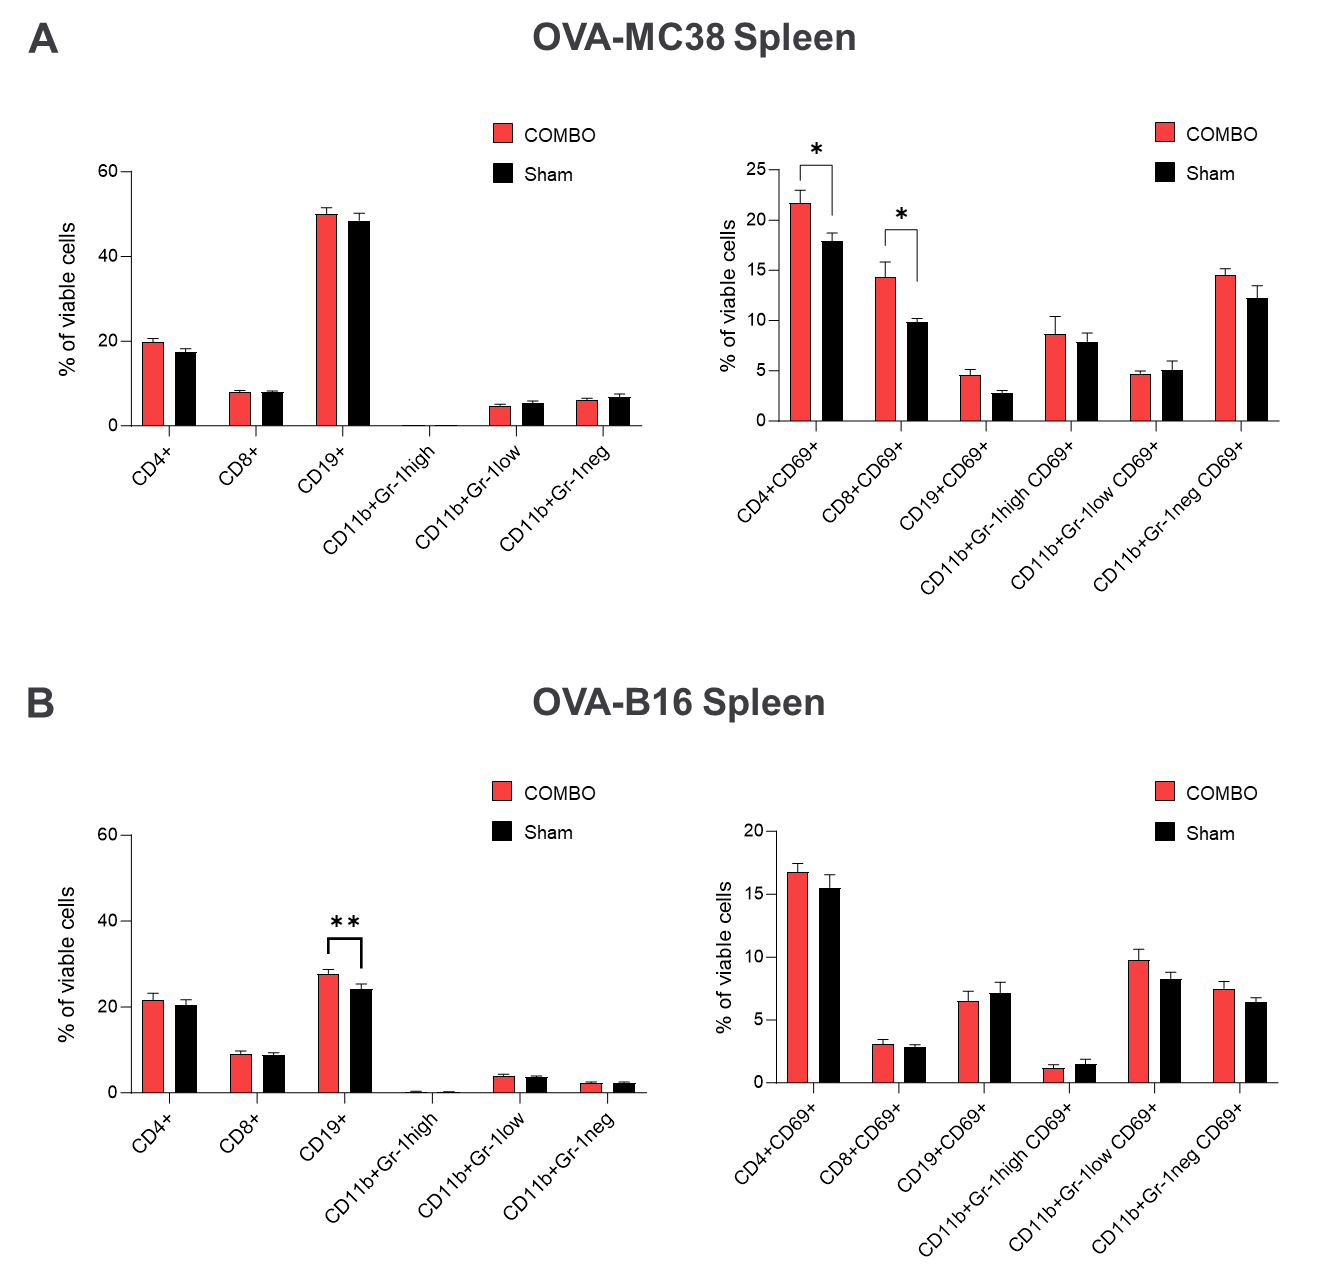 A
OVA-MC38 Spleen
COMBO
Sham
60
40
20
0
% of viable cells
CD4+
CD8+
CD19+
CD11b+Gr-1high
CD11b+Gr-1low
CD11b+Gr-1neg
COMBO
Sham
*
*
25
20
15
10
5
0
% of viable cells
CD4+CD69+
CD8+CD69+
CD19+CD69+
CD11b+Gr-1high CD69+
CD11b+Gr-1low CD69+
CD11b+Gr-1neg CD69+
B
OVA-B16 Spleen
COMBO
Sham
60
40
20
0
% of viable cells
**
CD4+
CD8+
CD19+
CD11b+Gr-1high
CD11b+Gr-1low
CD11b+Gr-1neg
COMBO
Sham
20
15
10
5
0
% of viable cells
CD4+CD69+
CD8+CD69+
CD19+CD69+
CD11b+Gr-1high CD69+
CD11b+Gr-1low CD69+
CD11b+Gr-1neg CD69+